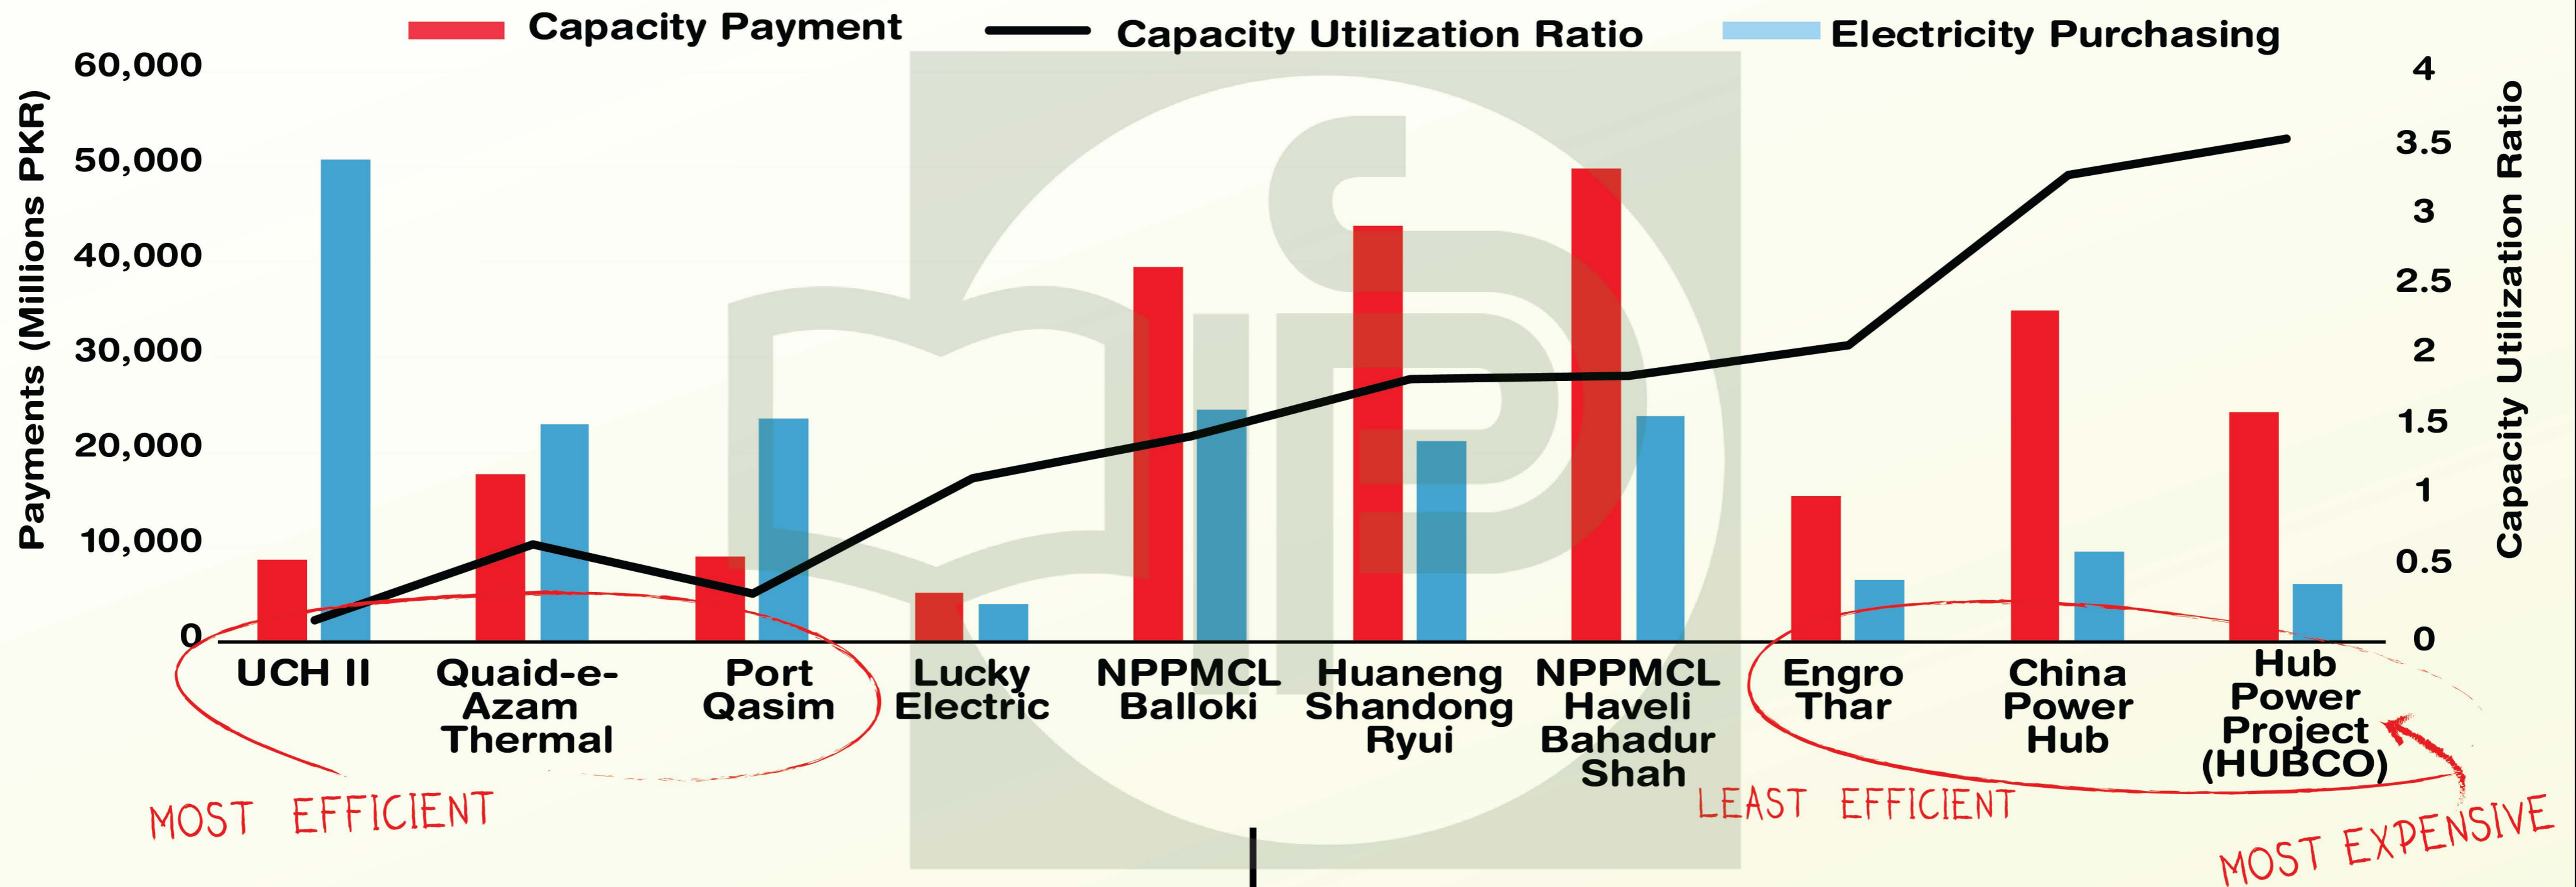 Capacity Payment
Capacity Utilization Ratio
Electricity Purchasing
Payments (Millions PKR)
60,000
50,000
40,000
30,000
20,000
10,000
0
4
3.5
3
2.5
2
1.5
1
0.5
0
Capacity Utilization Ratio
UCH II
Quaid-e-
Azam
Thermal
Port
Qasim
Lucky
Electric
NPPMCL
Balloki
Huaneng
Shandong
Ryui
NPPMCL
Haveli
Bahadur
Shah
Engro
Thar
China
Power
Hub
Hub
Power
Project
(HUBCO)
MOST EFFICIENT
LEAST EFFICIENT
MOST EXPENSIVE